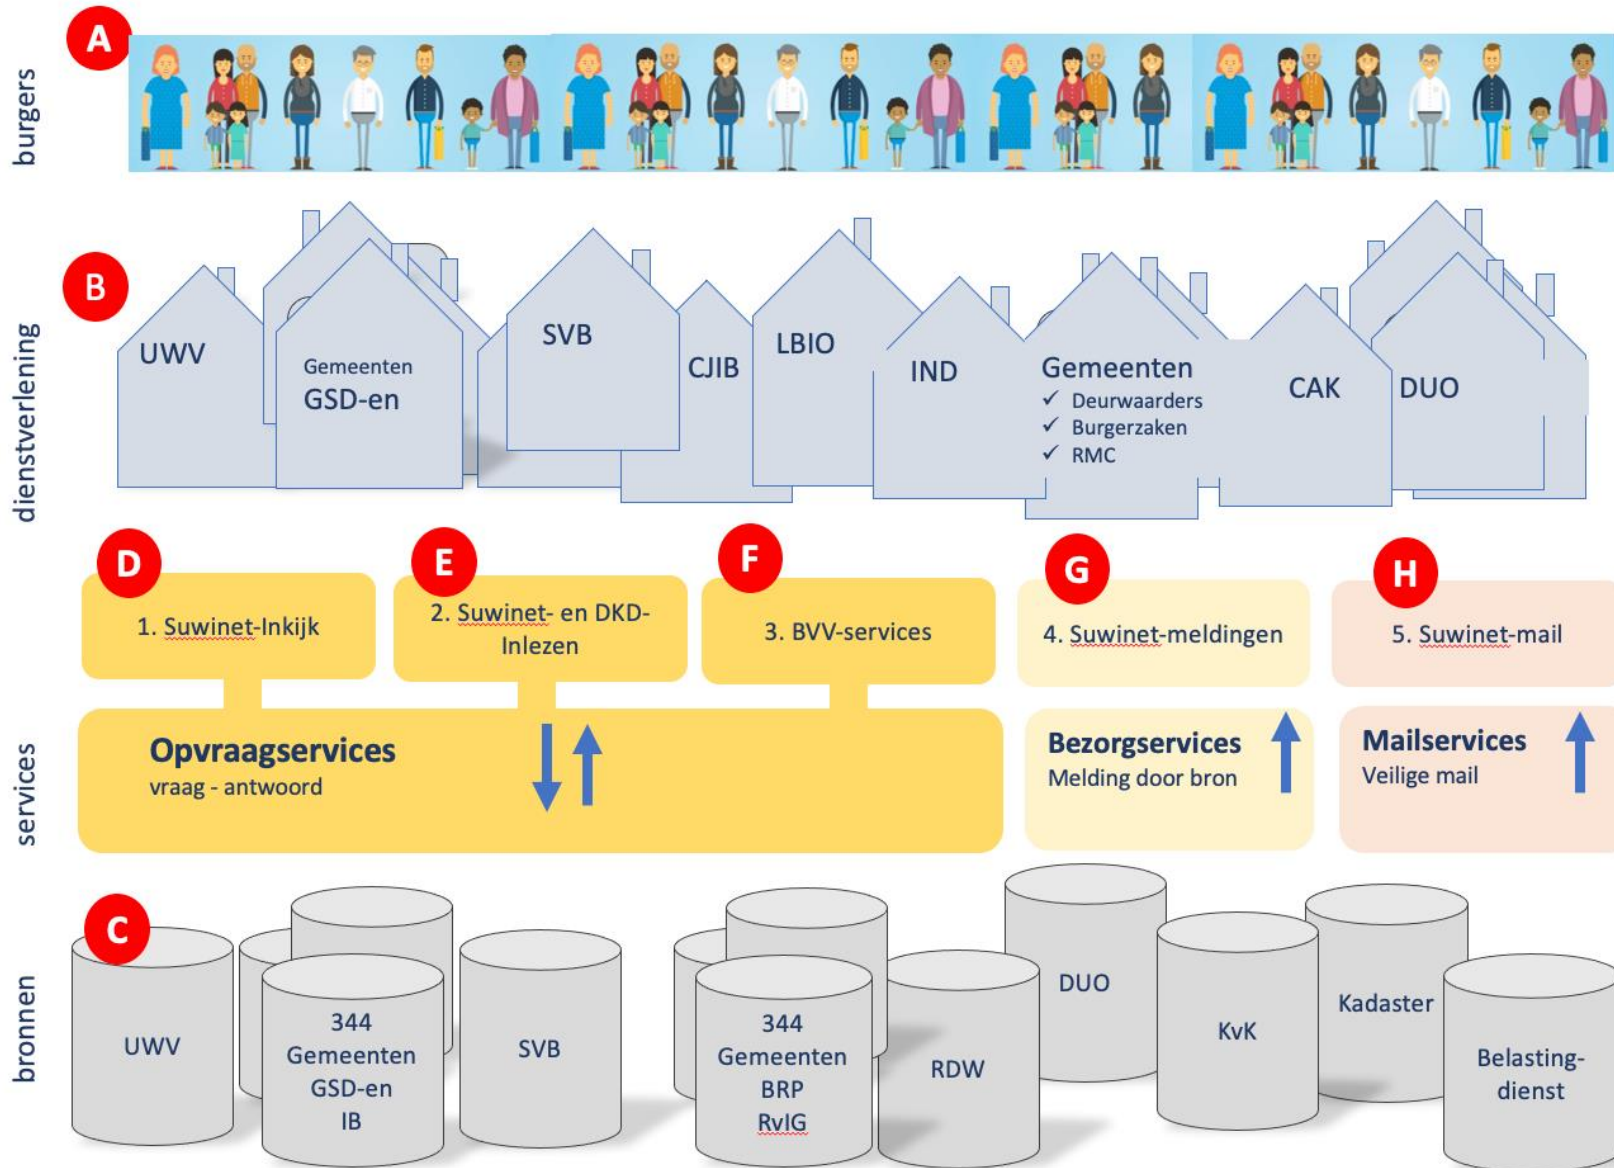 A
burgers
B
dienstverlening
UWV
Gemeenten
GSD-en
SVB
CJIB
LBIO
IND
Gemeenten
✓ Deurwaarders
✓ Burgerzaken
✓ RMC
CAK
DUO
D
1. Suwinet-Inkijk
E
2. Suwinet- en DKD-
Inlezen
F
3. BVV-services
G
4. Suwinet-meldingen
H
5. Suwinet-mail
services
Opvraagservices
vraag - antwoord
Bezorgservices
Melding door bron
Mailservices
Veilige mail
C
bronnen
UWV
344
Gemeenten
GSD-en
IB
SVB
344
Gemeenten
BRP
RvIG
RDW
DUO
KvK
Kadaster
Belasting-
dienst